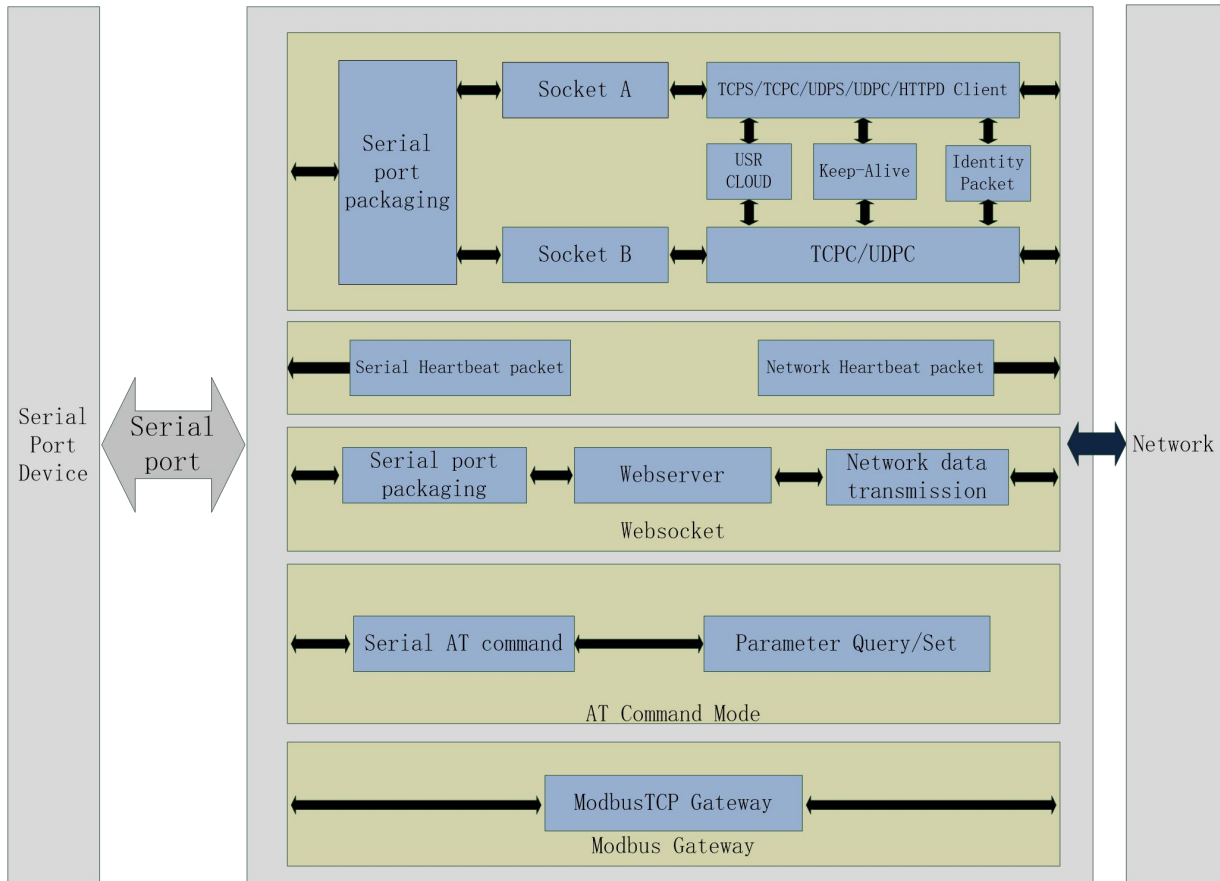 Serial
Port
Device
Serial
port
Serial
port
packaging
Socket A
TCPS/TCPC/UDPS/UDPC/HTTPD Client
USR
CLOUD
Keep-Alive
Identity
Packet
Socket B
TCPC/UDPC
Serial Heartbeat packet
Network Heartbeat packet
Serial port
packaging
Webserver
Network data
transmission
Websocket
Serial AT command
Parameter Query/Set
AT Command Mode
ModbusTCP Gateway
Modbus Gateway
Network